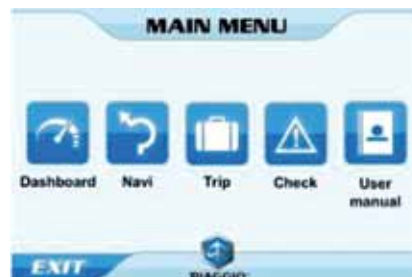 MAIN MENU
Dashboard
Navi
Trip
Check
User
manual
EXIT
PIAGGIO